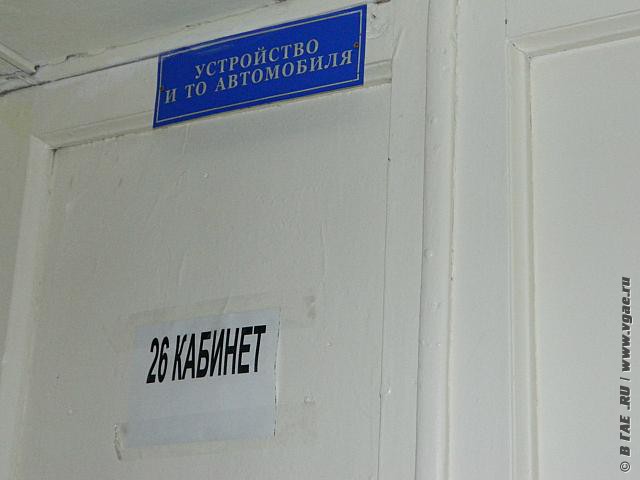 УСТРОЙСТВО
И ТО АВТОМОБИЛЯ
26 КАБИНЕТ
© В ГАЕ .RU | www.vgae.ru